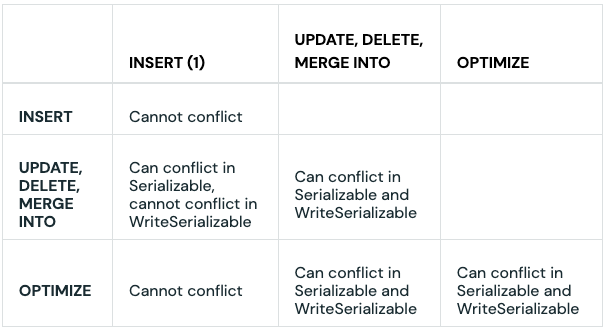 INSERT (1)
UPDATE, DELETE,
MERGE INTO
OPTIMIZE
INSERT
Cannot conflict
UPDATE,
DELETE,
MERGE
INTO
Can conflict in
Serializable,
cannot conflict in
WriteSerializable
Can conflict in
Serializable and
WriteSerializable
OPTIMIZE
Cannot conflict
Can conflict in
Serializable and
WriteSerializable
Can conflict in
Serializable and
WriteSerializable